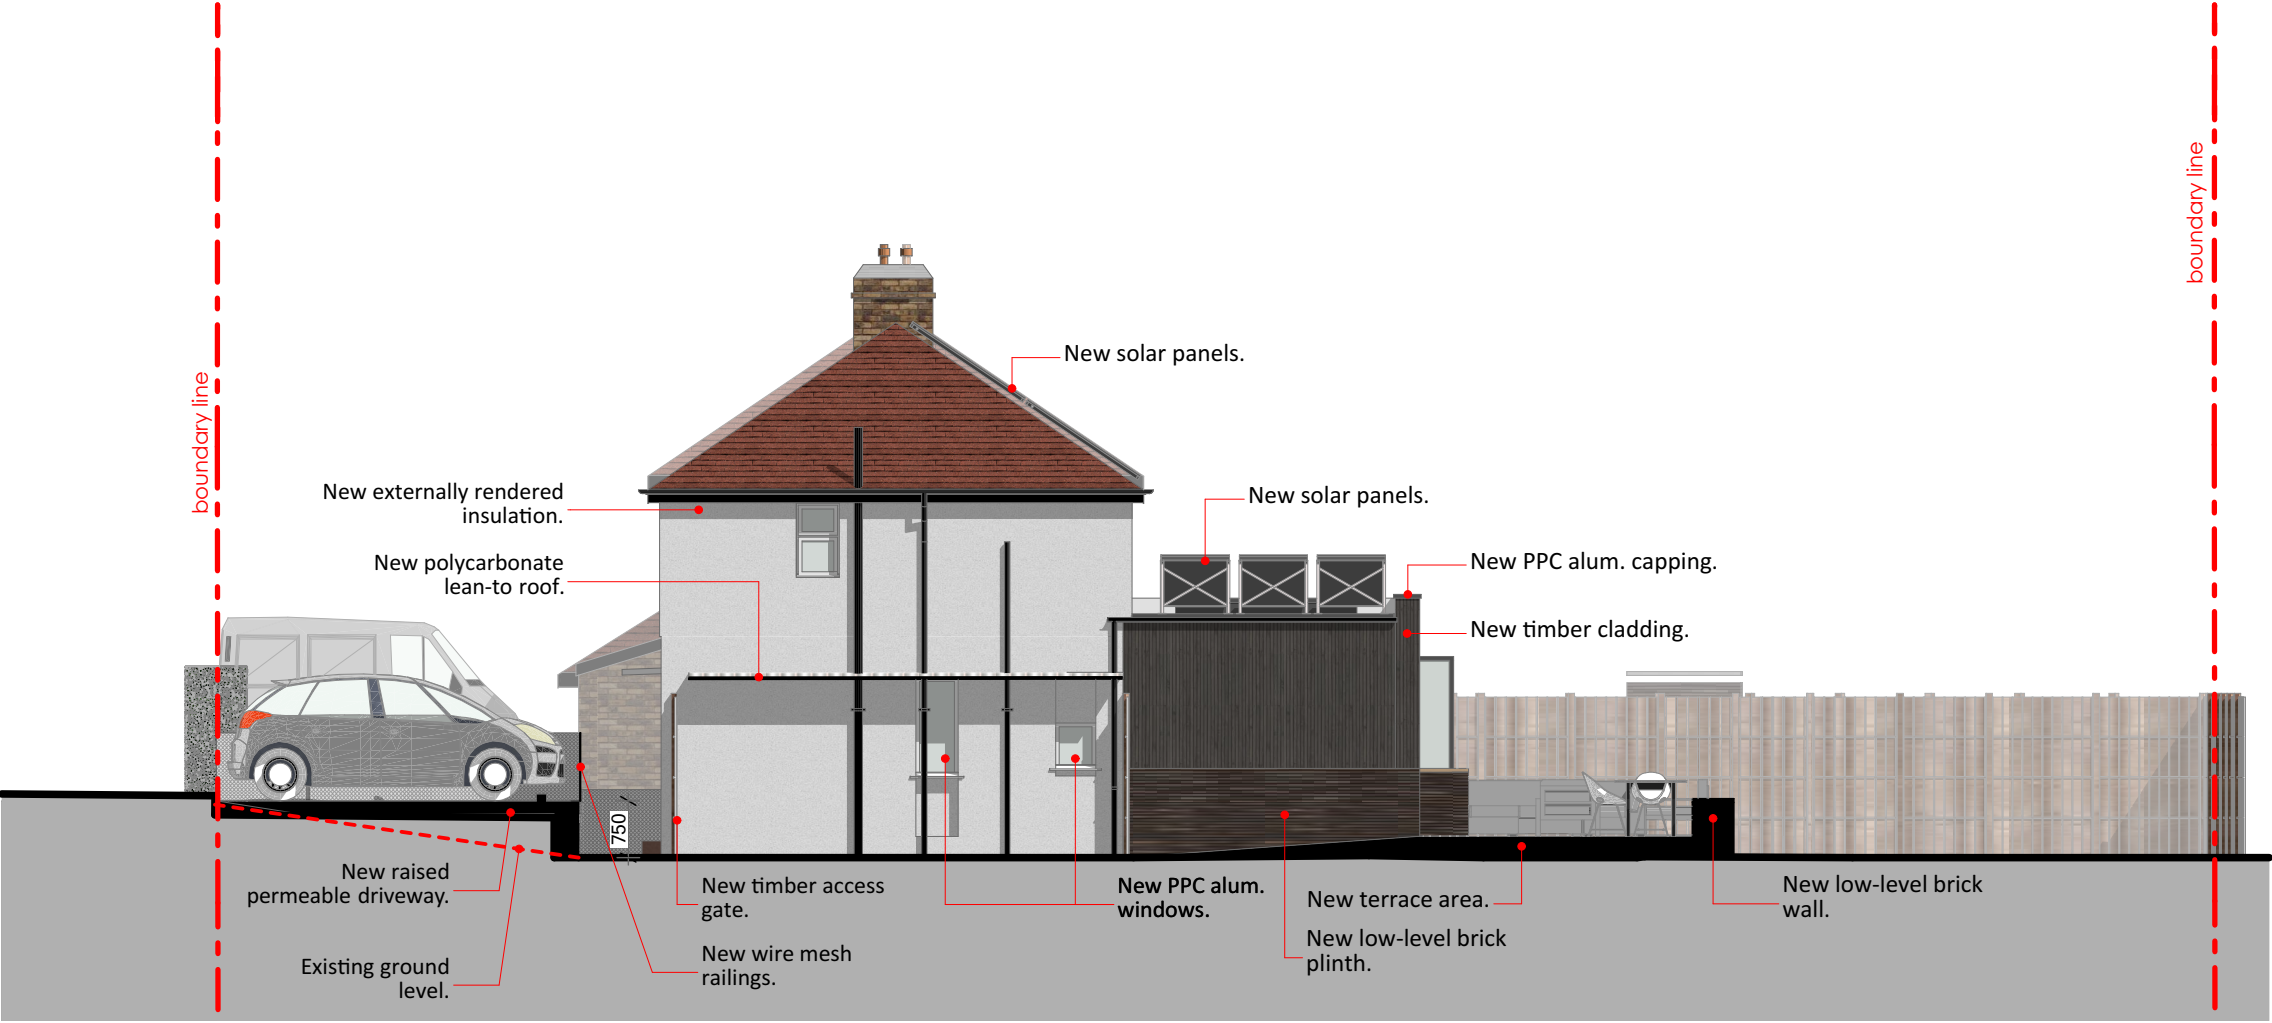 boundary line
boundary line
New solar panels.
New externally rendered
insulation.
New solar panels.
New polycarbonate
lean-to roof.
New PPC alum. capping.
New timber cladding.
750
New raised
permeable driveway.
New timber access
gate.
New PPC alum.
windows.
New terrace area.
New low-level brick
wall.
New low-level brick
plinth.
New wire mesh
railings.
Existing ground
level.